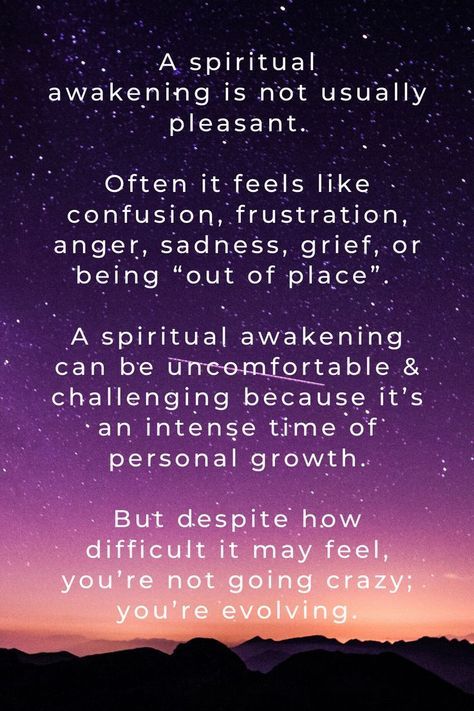 A spiritual
awakening is not usually
pleasant.
Often it feels like
confusion, frustration,
anger, sadness, grief, or
being “out of place”.
A spiritual awakening
can be uncomfortable &
challenging because it’s
an intense time of
personal growth.
But despite how
difficult it may feel,
you’re not going crazy;
you’re evolving.